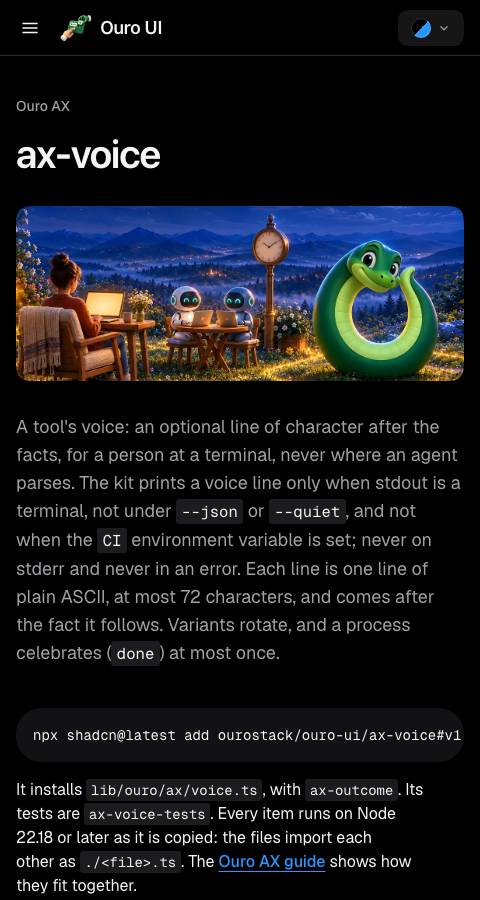 Ouro UI
Ouro AX
ax-voice
A tool's voice: an optional line of character after the
facts, for a person at a terminal, never where an agent
parses. The kit prints a voice line only when stdout is a
terminal, not under --json or --quiet, and not
when the CI environment variable is set; never on
stderr and never in an error. Each line is one line of
plain ASCII, at most 72 characters, and comes after
the fact it follows. Variants rotate, and a process
celebrates (done) at most once.
npx shadcn@latest add ourostack/ouro-ui/ax-voice#v1
It installs lib/ouro/ax/voice.ts, with ax-outcome. Its
tests are ax-voice-tests. Every item runs on Node
22.18 or later as it is copied: the files import each
other as ./<file>.ts. The Ouro AX guide shows how
they fit together.